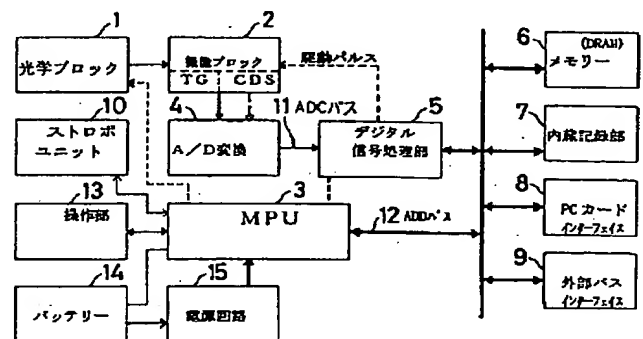 1
光学ブロック
2
撮像ブロック
TG CDS
駆動パルス
10
ストロボ
ユニット
4
A/D変換
11 ADCバス
5
デジタル
信号処理部
13
操作部
3
MPU
12 ADDバス
14
バッテリー
15
電源回路
6
(DRAM)
メモリー
7
内蔵記録部
8
PCカード
インターフェイス
9
外部バス
インターフェイス